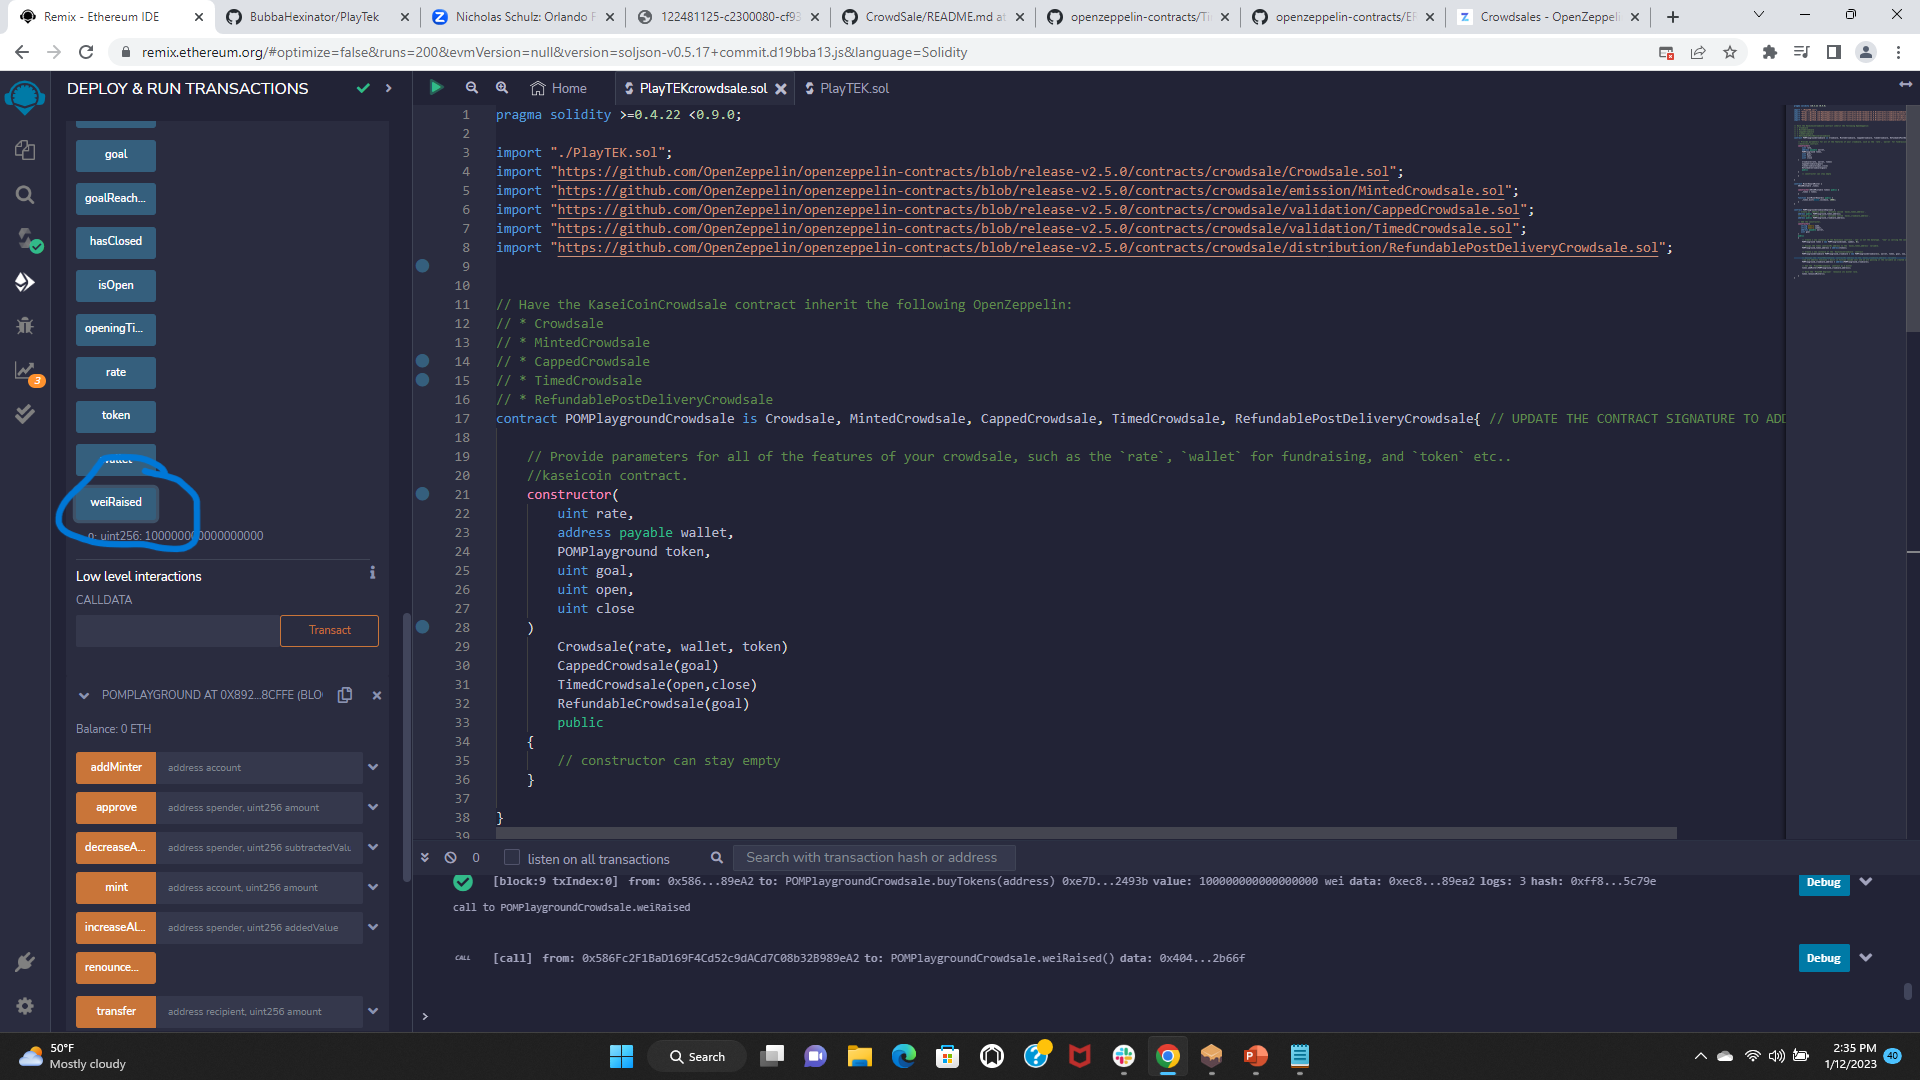 Remix - Ethereum IDE
BubbaHexinator/PlayTek
Nicholas Schulz: Orlando F
122481125-c2300080-cf93
CrowdSale/README.md at
openzeppelin-contracts/Ti
openzeppelin-contracts/EF
Crowdsales - OpenZeppeli
remix.ethereum.org/#optimize=false&runs=200&evmVersion=null&version=soljson-v0.5.17+commit.d19bba13.js&language=Solidity
DEPLOY & RUN TRANSACTIONS
Home
PlayTEKcrowdsale.sol
PlayTEK.sol
goal
goalReach...
hasClosed
isOpen
openingTi...
rate
token
wallet
weiRaised
0: uint256: 100000000000000000
Low level interactions
CALLDATA
Transact
POMPLAYGROUND AT 0X892...8CFFE (BLO
Balance: 0 ETH
addMinter address account
approve address spender, uint256 amount
decreaseA... address spender, uint256 subtractedValu
mint address account, uint256 amount
increaseAl... address spender, uint256 addedValue
renounce...
transfer address recipient, uint256 amount
3
1 pragma solidity >=0.4.22 <0.9.0;
2
3 import "./PlayTEK.sol";
4 import "https://github.com/OpenZeppelin/openzeppelin-contracts/blob/release-v2.5.0/contracts/crowdsale/Crowdsale.sol";
5 import "https://github.com/OpenZeppelin/openzeppelin-contracts/blob/release-v2.5.0/contracts/crowdsale/emission/MintedCrowdsale.sol";
6 import "https://github.com/OpenZeppelin/openzeppelin-contracts/blob/release-v2.5.0/contracts/crowdsale/validation/CappedCrowdsale.sol";
7 import "https://github.com/OpenZeppelin/openzeppelin-contracts/blob/release-v2.5.0/contracts/crowdsale/validation/TimedCrowdsale.sol";
8 import "https://github.com/OpenZeppelin/openzeppelin-contracts/blob/release-v2.5.0/contracts/crowdsale/distribution/RefundablePostDeliveryCrowdsale.sol";
9
10
11 // Have the KaseiCoinCrowdsale contract inherit the following OpenZeppelin:
12 // * Crowdsale
13 // * MintedCrowdsale
14 // * CappedCrowdsale
15 // * TimedCrowdsale
16 // * RefundablePostDeliveryCrowdsale
17 contract POMPlaygroundCrowdsale is Crowdsale, MintedCrowdsale, CappedCrowdsale, TimedCrowdsale, RefundablePostDeliveryCrowdsale{ // UPDATE THE CONTRACT SIGNATURE TO ADD
18
19 // Provide parameters for all of the features of your crowdsale, such as the `rate`, `wallet` for fundraising, and `token` etc..
20 //kaseicoin contract.
21 constructor(
22 uint rate,
23 address payable wallet,
24 POMPlayground token,
25 uint goal,
26 uint open,
27 uint close
28 )
29 Crowdsale(rate, wallet, token)
30 CappedCrowdsale(goal)
31 TimedCrowdsale(open,close)
32 RefundableCrowdsale(goal)
33 public
34 {
35 // constructor can stay empty
36 }
37
38 }
39
0 listen on all transactions Search with transaction hash or address
[block:9 txIndex:0] from: 0x586...89eA2 to: POMPlaygroundCrowdsale.buyTokens(address) 0xe7D...2493b value: 100000000000000000 wei data: 0xec8...89ea2 logs: 3 hash: 0xff8...5c79e Debug
call to POMPlaygroundCrowdsale.weiRaised
CALL [call] from: 0x586Fc2F1BaD169F4Cd52c9dACd7C08b32B989eA2 to: POMPlaygroundCrowdsale.weiRaised() data: 0x404...2b66f Debug
>
50°F
Mostly cloudy
Search
2:35 PM
1/12/2023
40